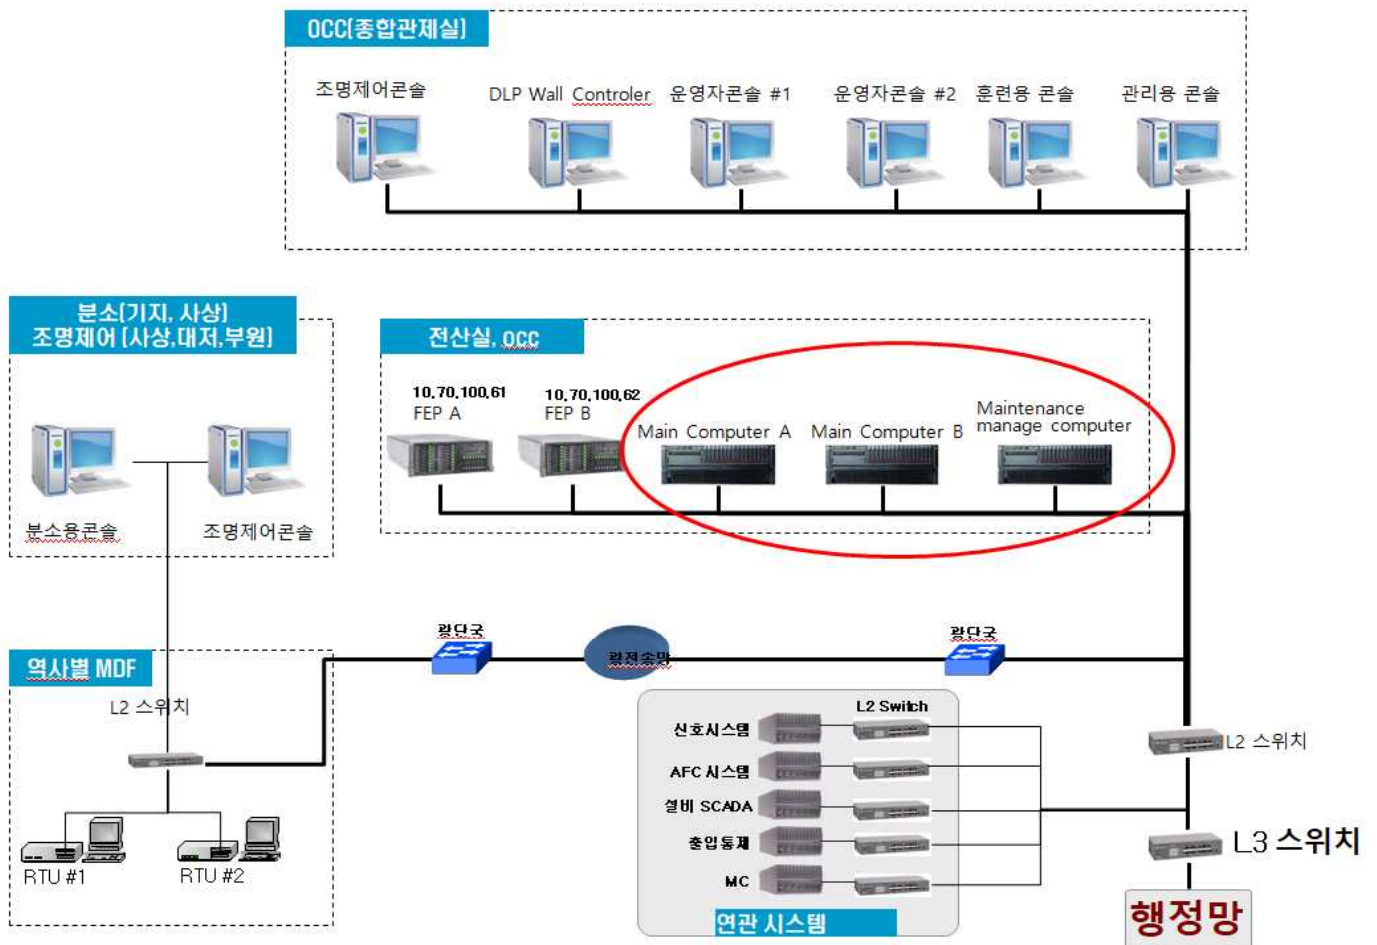 OCC(종합관제실)
조명제어콘솔
DLP Wall Controler
운영자콘솔 #1
운영자콘솔 #2
훈련용 콘솔
관리용 콘솔
분소(기지, 사상)
조명제어 (사상,대저,부원)
분소용콘솔
조명제어콘솔
전산실, OCC
10.70.100.61
FEP A
10.70.100.62
FEP B
Main Computer A
Main Computer B
Maintenance
manage computer
광단국
광전송망
광단국
역사별 MDF
L2 스위치
RTU #1
RTU #2
L2 Switch
신호시스템
AFC 시스템
설비 SCADA
출입통제
MC
연관 시스템
L2 스위치
L3 스위치
행정망